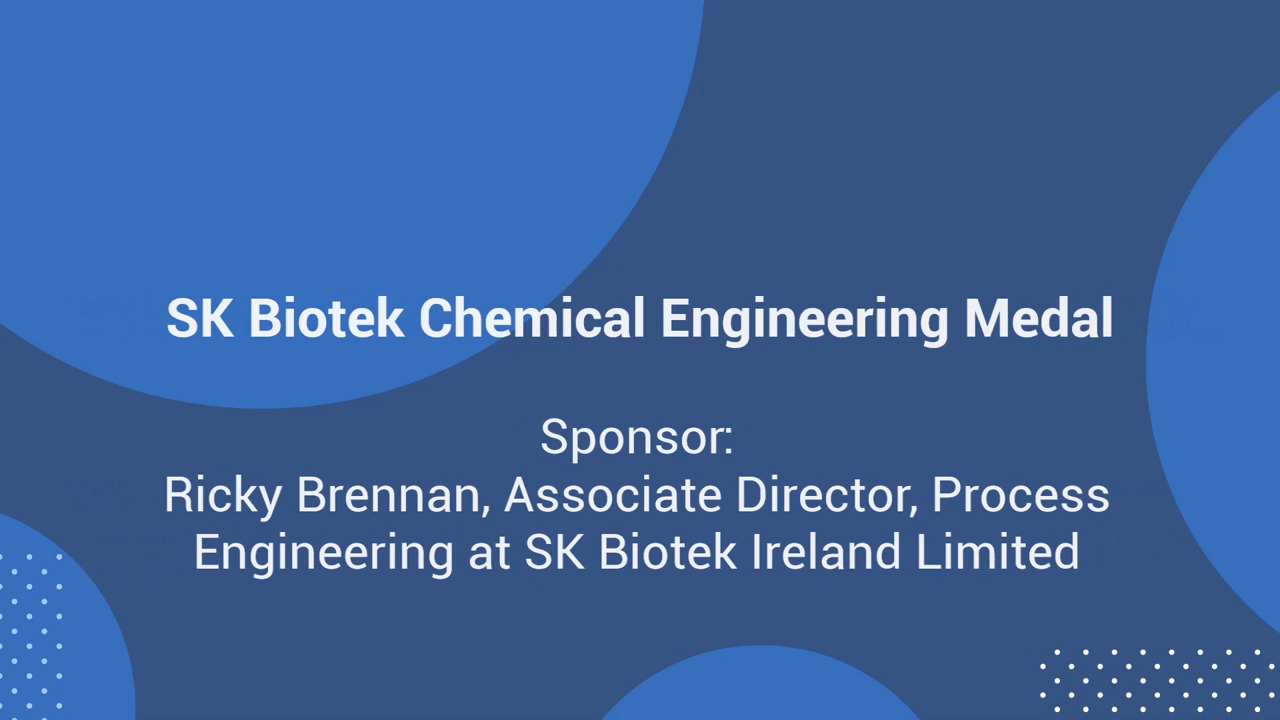 SK Biotek Chemical Engineering Medal
Sponsor:
Ricky Brennan, Associate Director, Process
Engineering at SK Biotek Ireland Limited